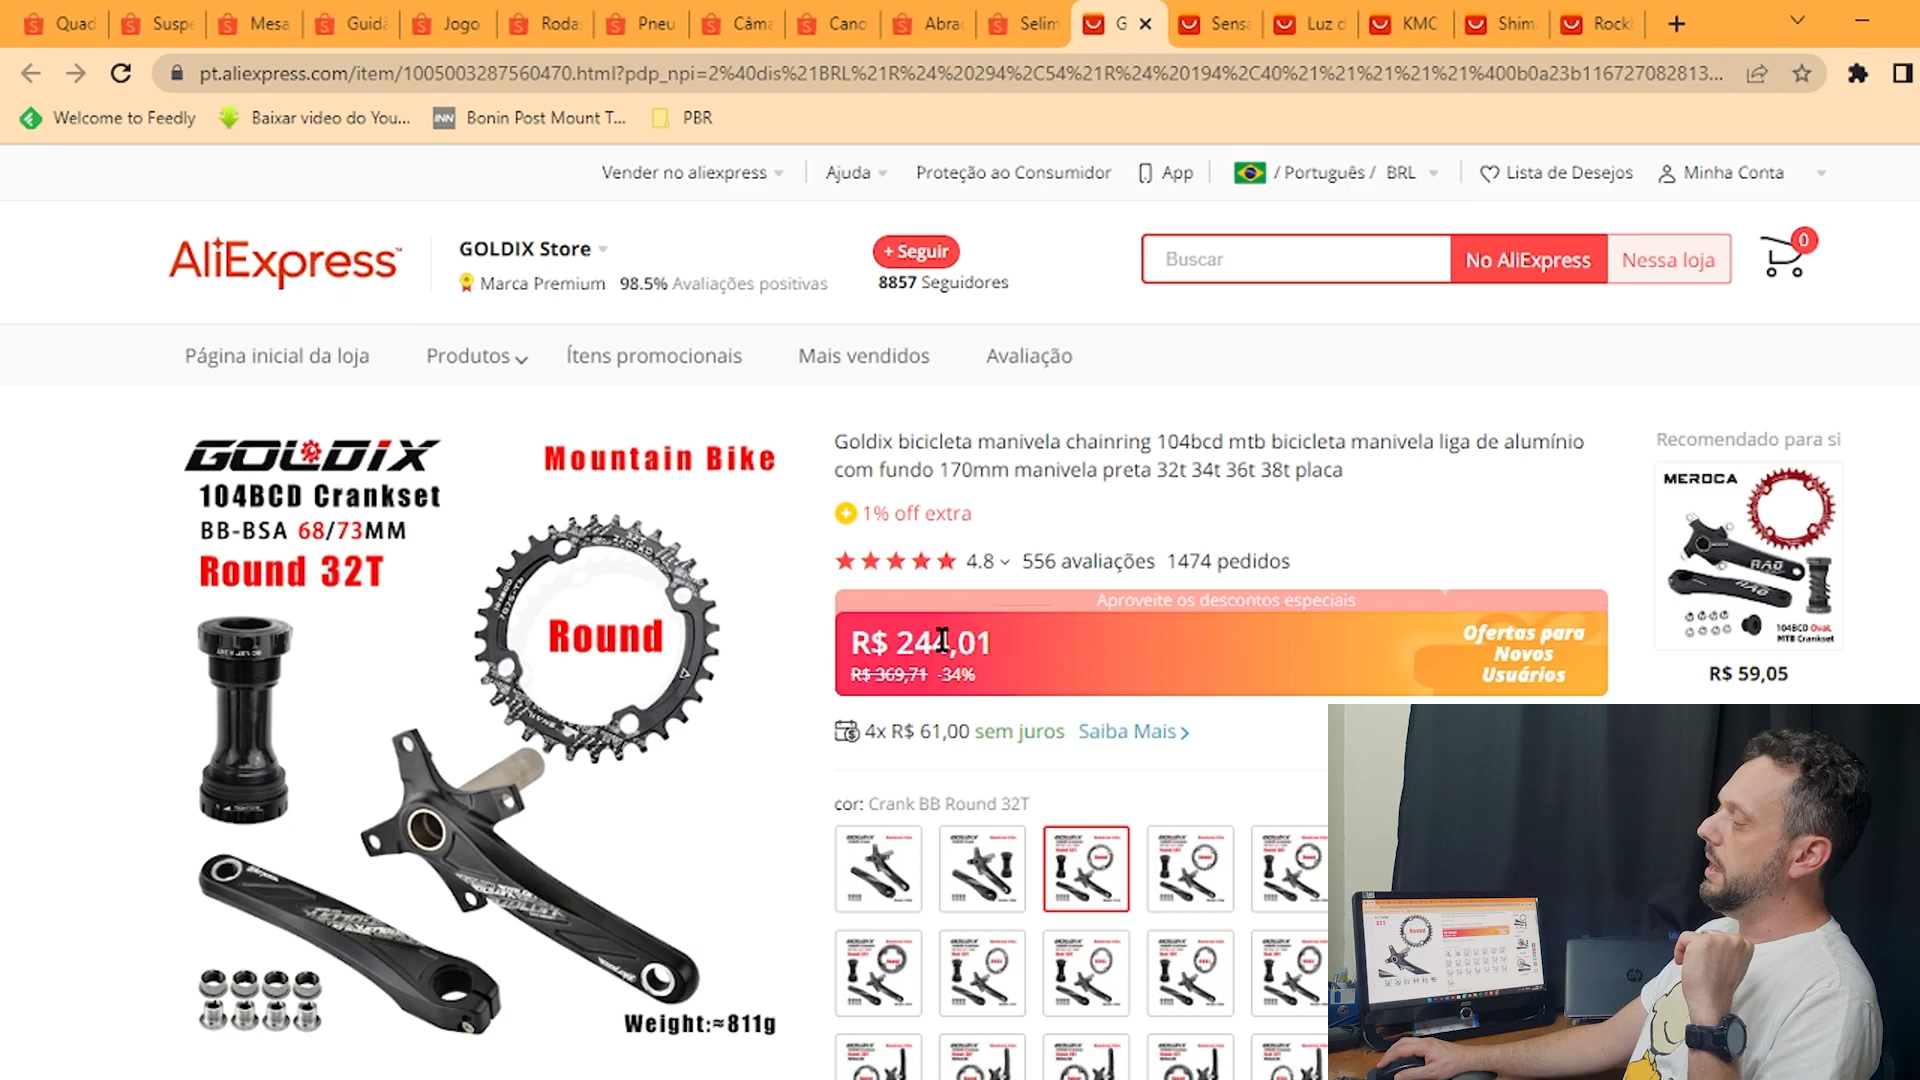 Quad
Susp
Mesa
Guid
Jogo
Roda
Pneu
Câm
Cano
Abra
Selim
G
Sens
Luz d
KMC
Shim
Rock
pt.aliexpress.com/item/1005003287560470.html?pdp_npi=2%40dis%21BRL%21R%24%20294%2C54%21R%24%20194%2C40%21%21%21%21%21%400b0a23b116727082813...
Welcome to Feedly
Baixar video do You...
INN
Bonin Post Mount T...
PBR
Vender no aliexpress
Ajuda
Proteção ao Consumidor
App
/ Português /
BRL
Lista de Desejos
Minha Conta
AliExpress
GOLDIX Store
Marca Premium
98.5% Avaliações positivas
+ Seguir
8857 Seguidores
Buscar
No AliExpress
Nessa loja
0
Página inicial da loja
Produtos
Ítens promocionais
Mais vendidos
Avaliação
GOLDIX
104BCD Crankset
BB-BSA 68/73MM
Round 32T
Mountain Bike
Round
Weight:≈811g
Goldix bicicleta manivela chainring 104bcd mtb bicicleta manivela liga de alumínio
com fundo 170mm manivela preta 32t 34t 36t 38t placa
1% off extra
4.8
556 avaliações
1474 pedidos
Aproveite os descontos especiais
R$ 244,01
R$ 369,71 -34%
Ofertas para
Novos
Usuários
4x R$ 61,00 sem juros
Saiba Mais
cor: Crank BB Round 32T
Recomendado para si
MEROCA
104BCD Oval
MTB Crankset
R$ 59,05
hp